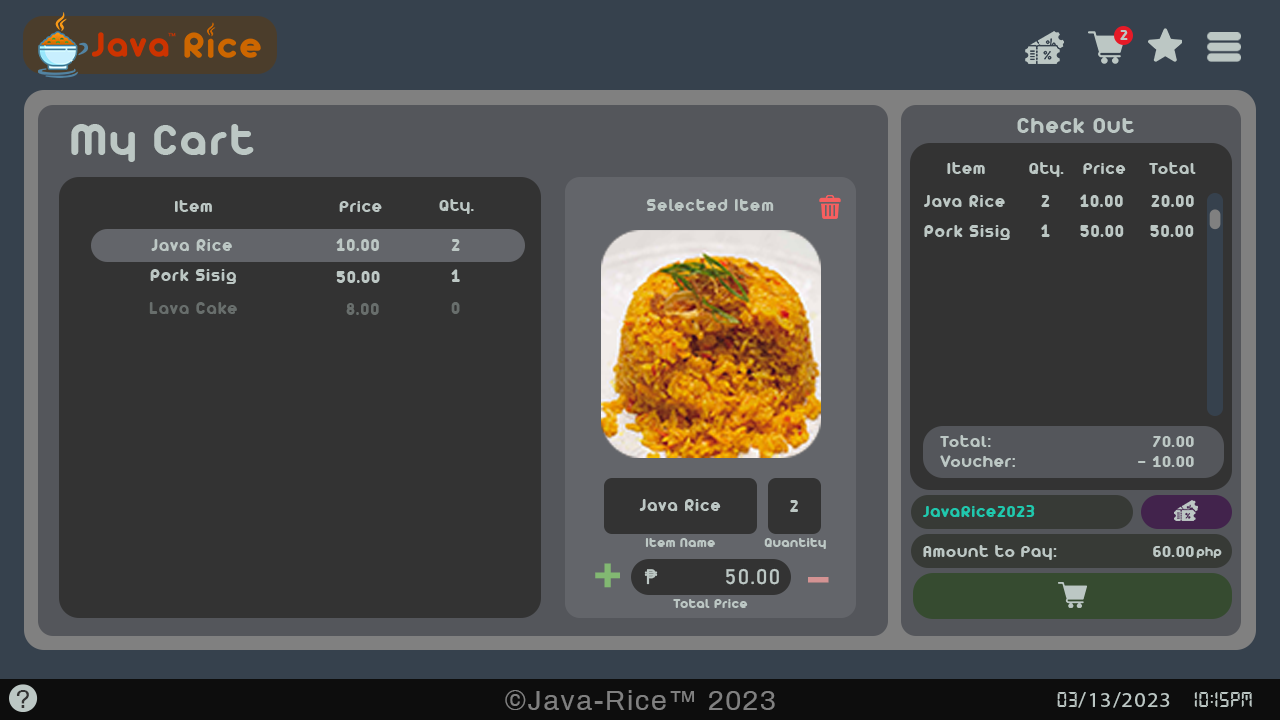 Java™ Rice
2
My Cart
Item Price Qty.
Java Rice 10.00 2
Pork Sisig 50.00 1
Lava Cake 8.00 0
Selected Item
Java Rice 2
Item Name Quantity
+ ₱ 50.00 −
Total Price
Check Out
Item Qty. Price Total
Java Rice 2 10.00 20.00
Pork Sisig 1 50.00 50.00
Total: 70.00
Voucher: - 10.00
JavaRice2023
Amount to Pay: 60.00php
? ©Java-Rice™ 2023 03/13/2023 10:15PM